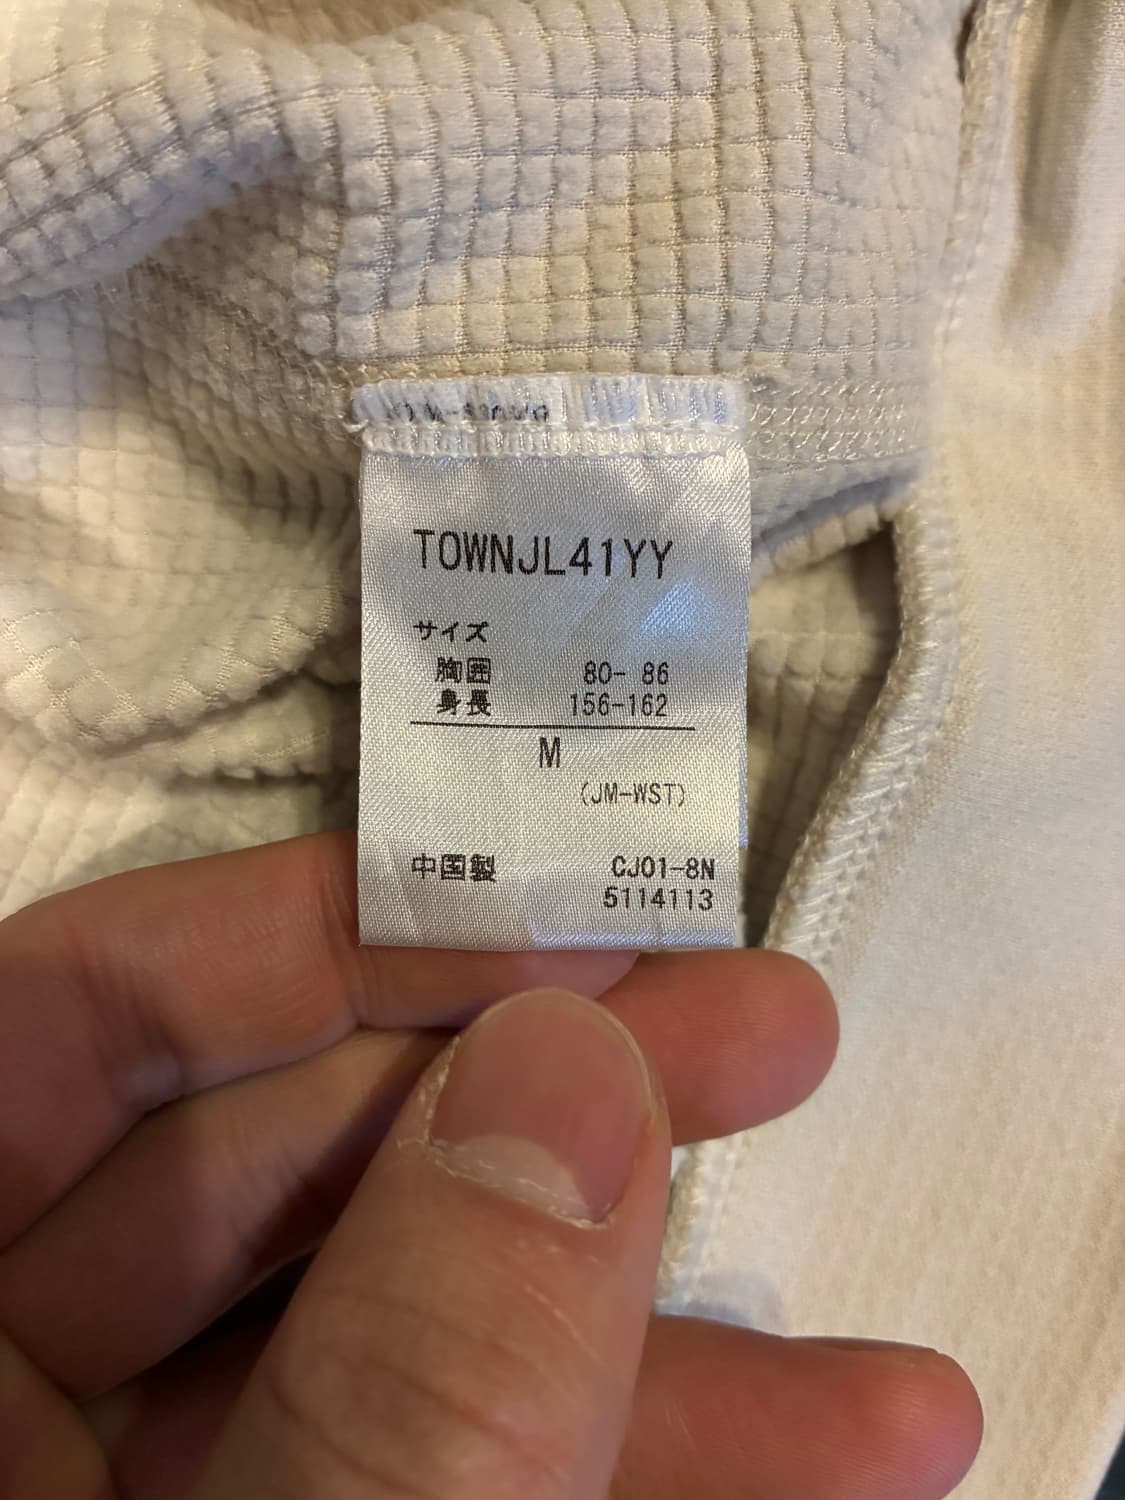 TOWNJL41YY
サイズ
胸囲 80- 86
身長 156-162
M
(JM-WST)
中国製 CJ01-8N
5114113